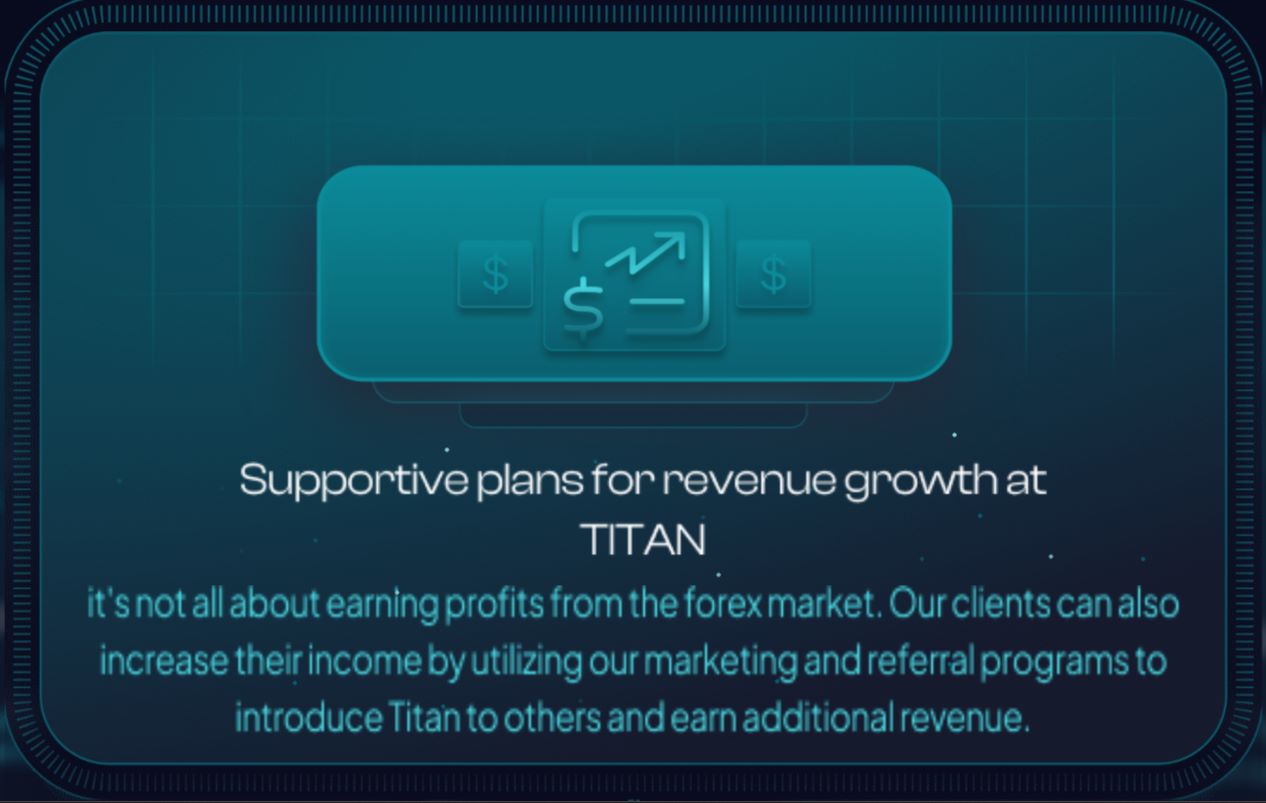 $
$
$
Supportive plans for revenue growth at
TITAN
it's not all about earning profits from the forex market. Our clients can also
increase their income by utilizing our marketing and referral programs to
introduce Titan to others and earn additional revenue.